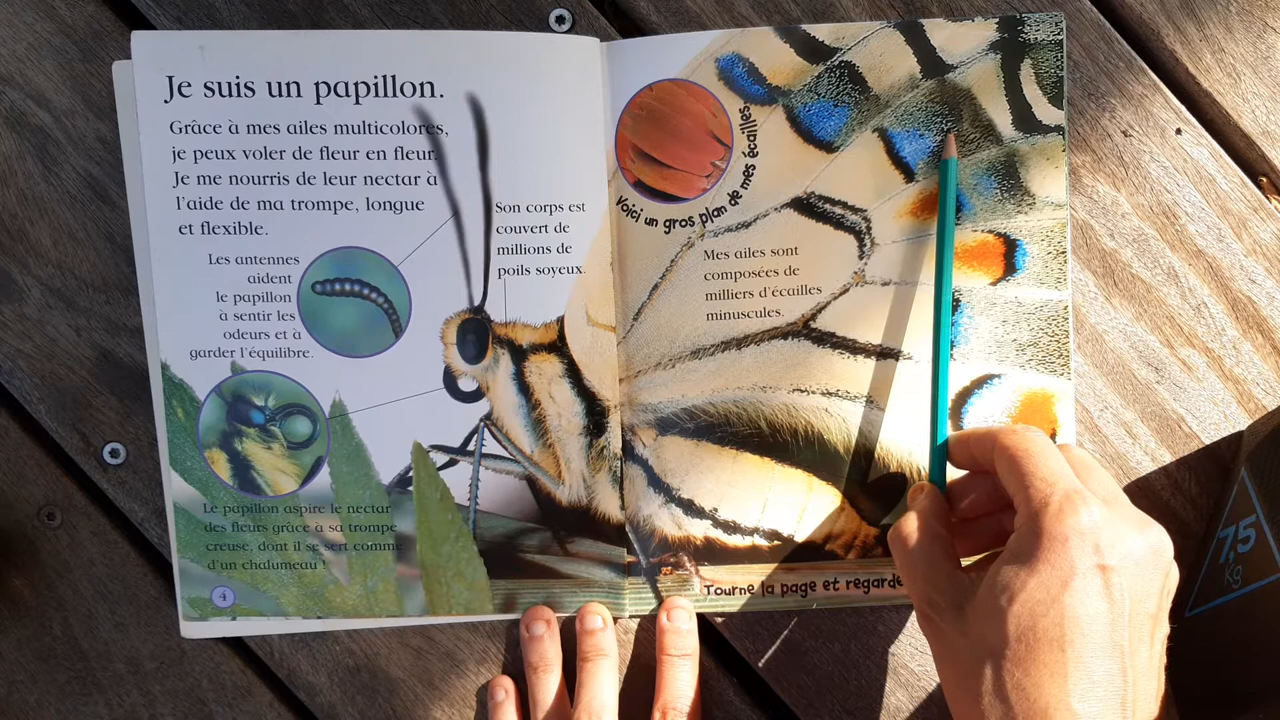 Je suis un papillon.
Grâce à mes ailes multicolores,
je peux voler de fleur en fleur.
Je me nourris de leur nectar à
l'aide de ma trompe, longue
et flexible.
Les antennes
aident
le papillon
à sentir les
odeurs et à
garder l'équilibre.
Son corps est
couvert de
millions de
poils soyeux.
Le papillon aspire le nectar
des fleurs grâce à sa trompe
creuse, dont il se sert comme
d'un chalumeau !
4
Voici un gros plan de mes écailles.
Mes ailes sont
composées de
milliers d'écailles
minuscules.
Tourne la page et regarde
7,5
Kg